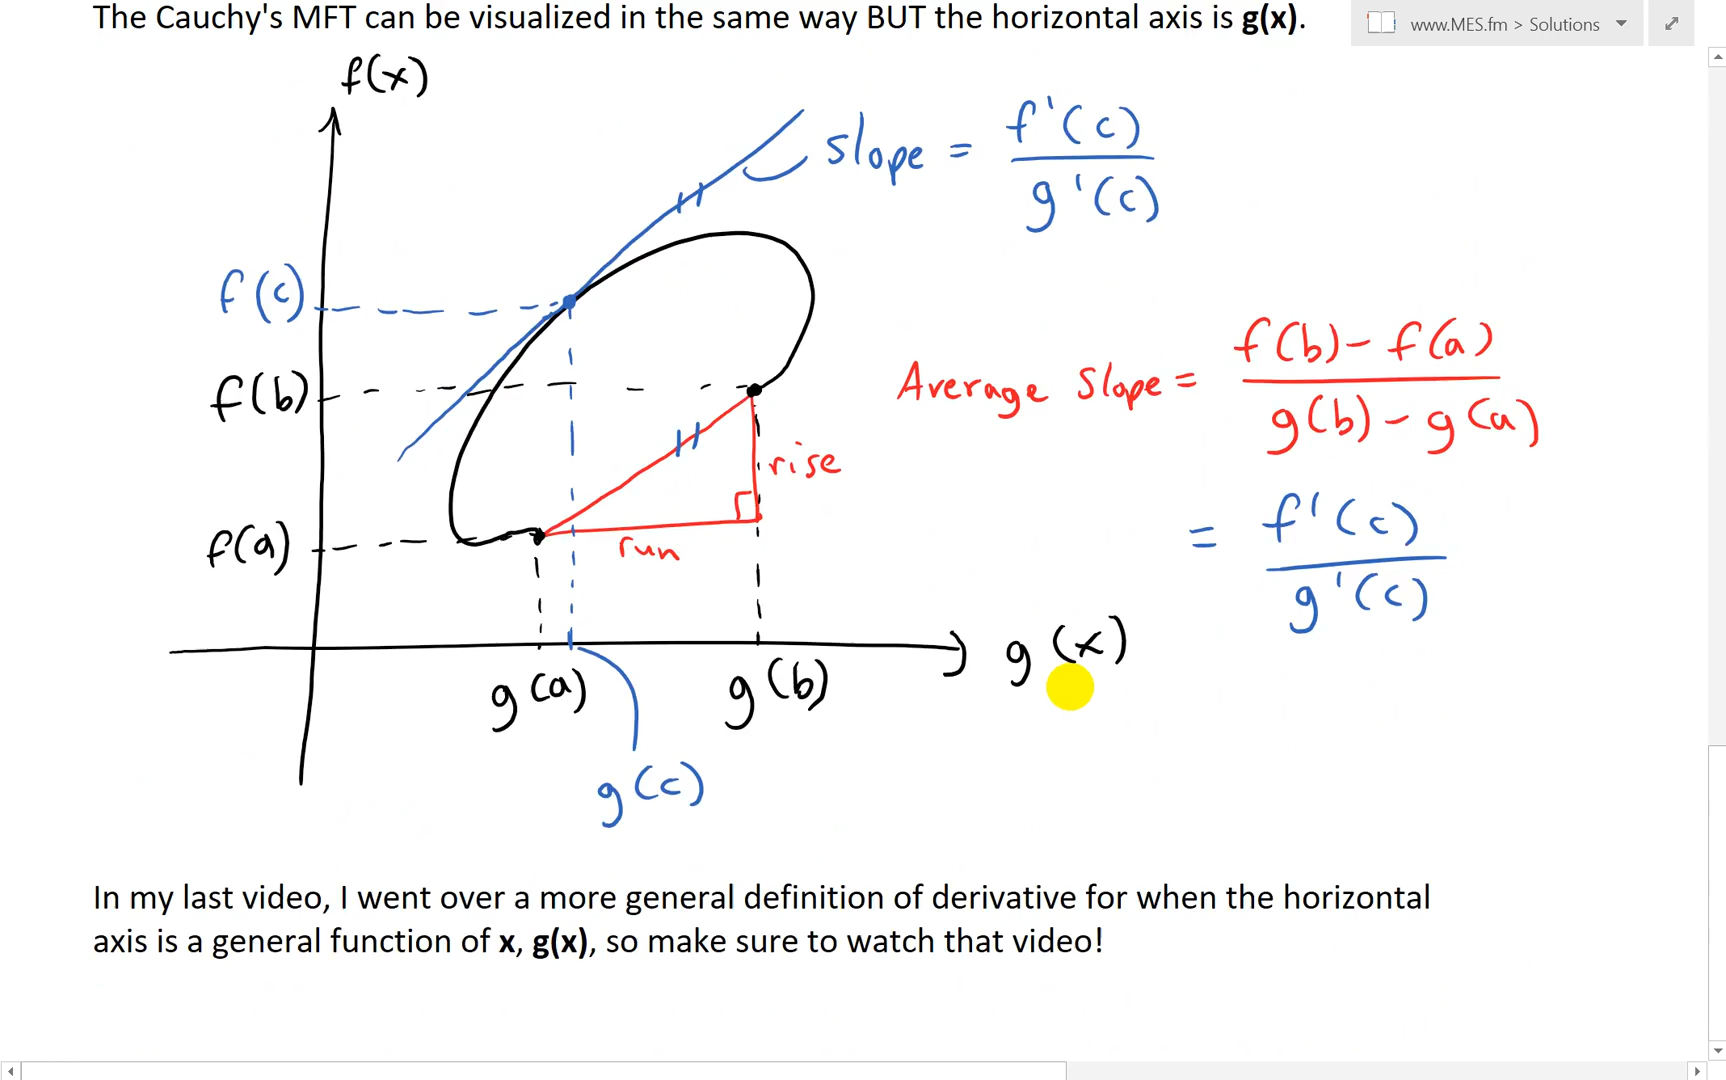 The Cauchy's MFT can be visualized in the same way BUT the horizontal axis is g(x).
www.MES.fm > Solutions
f(x)
slope = f'(c) / g'(c)
f(c)
f(b)
Average Slope = f(b) - f(a) / g(b) - g(a)
rise
f(a)
run
= f'(c) / g'(c)
g(x)
g(a)
g(b)
g(c)
In my last video, I went over a more general definition of derivative for when the horizontal
axis is a general function of x, g(x), so make sure to watch that video!